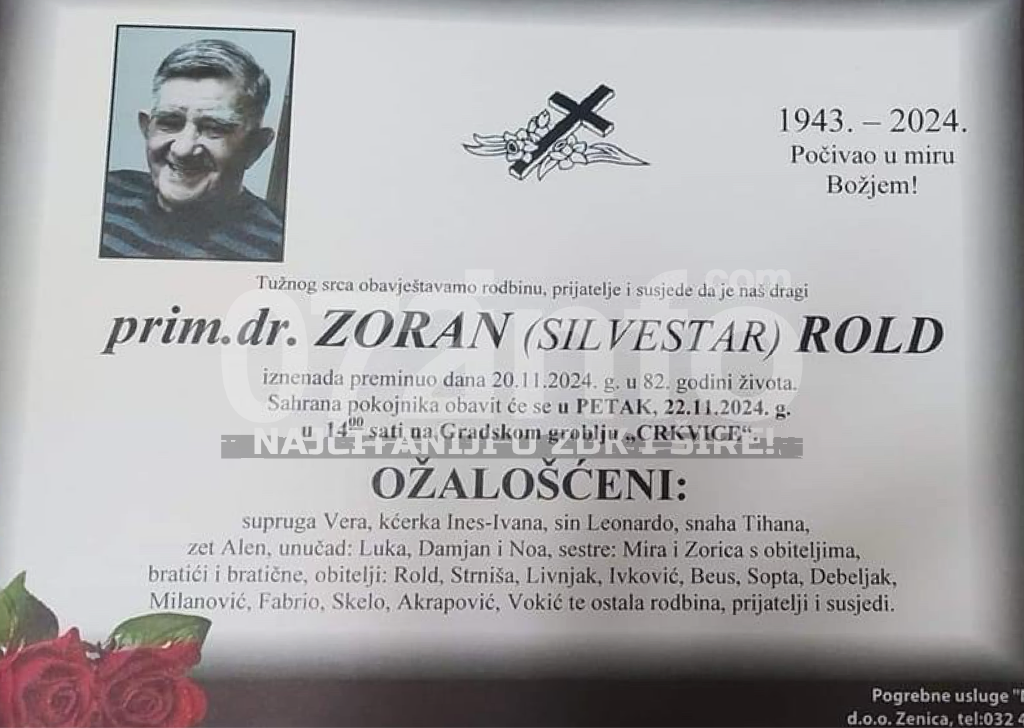 1943. – 2024.
Počivao u miru
Božjem!
072info.com
Tužnog srca obavještavamo rodbinu, prijatelje i susjede da je naš dragi
prim.dr. ZORAN (SILVESTAR) ROLD
iznenada preminuo dana 20.11.2024. g. u 82. godini života.
Sahrana pokojnika obavit će se u PETAK, 22.11.2024. g.
u 14⁰⁰ sati na Gradskom groblju „CRKVICE“
NAJČITANIJI U ZDK I ŠIRE!
OŽALOŠĆENI:
supruga Vera, kćerka Ines-Ivana, sin Leonardo, snaha Tihana,
zet Alen, unučad: Luka, Damjan i Noa, sestre: Mira i Zorica s obiteljima,
bratići i bratične, obitelji: Rold, Strniša, Livnjak, Ivković, Beus, Sopta, Debeljak,
Milanović, Fabrio, Skelo, Akrapović, Vokić te ostala rodbina, prijatelji i susjedi.
Pogrebne usluge "
d.o.o. Zenica, tel:032